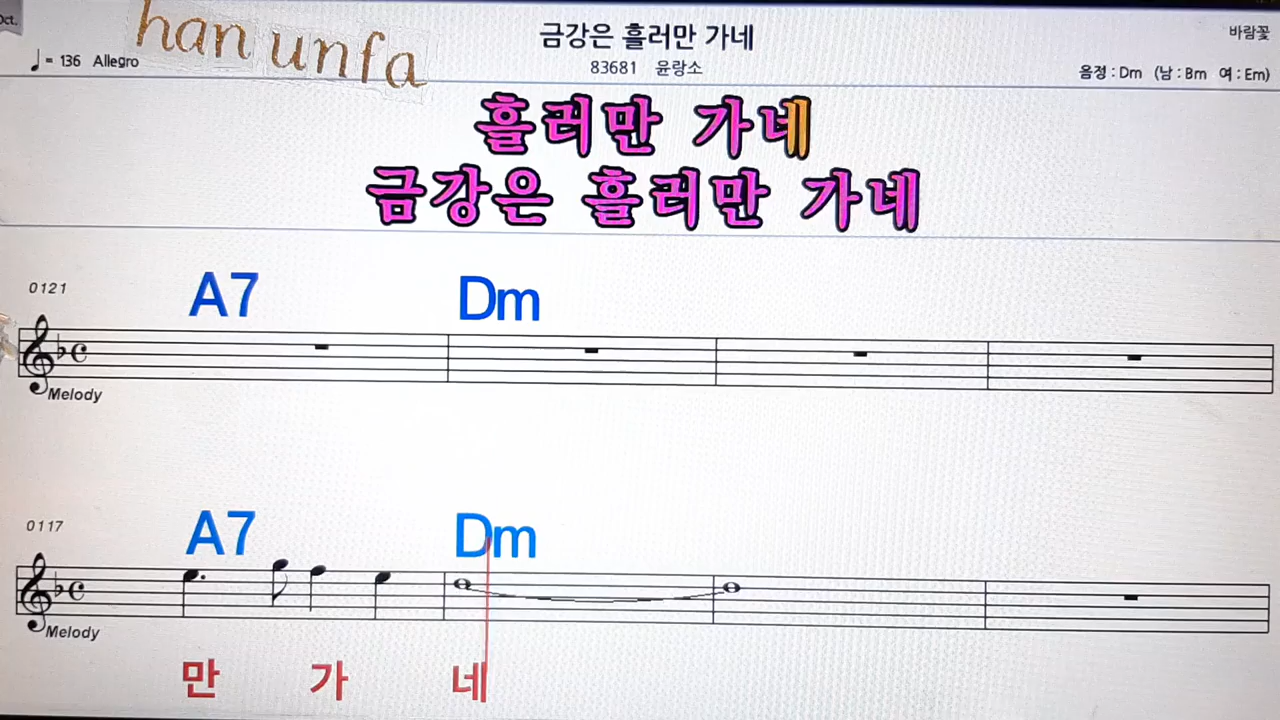 Oct.
han unfa
금강은 흘러만 가네
바람꽃
♩= 136 Allegro
83681 윤랑소
음정 : Dm (남 : Bm 여 : Em)
흘러만 가네
금강은 흘러만 가네
0121
A7 Dm
Melody
0117
A7 Dm
Melody
만 가 네